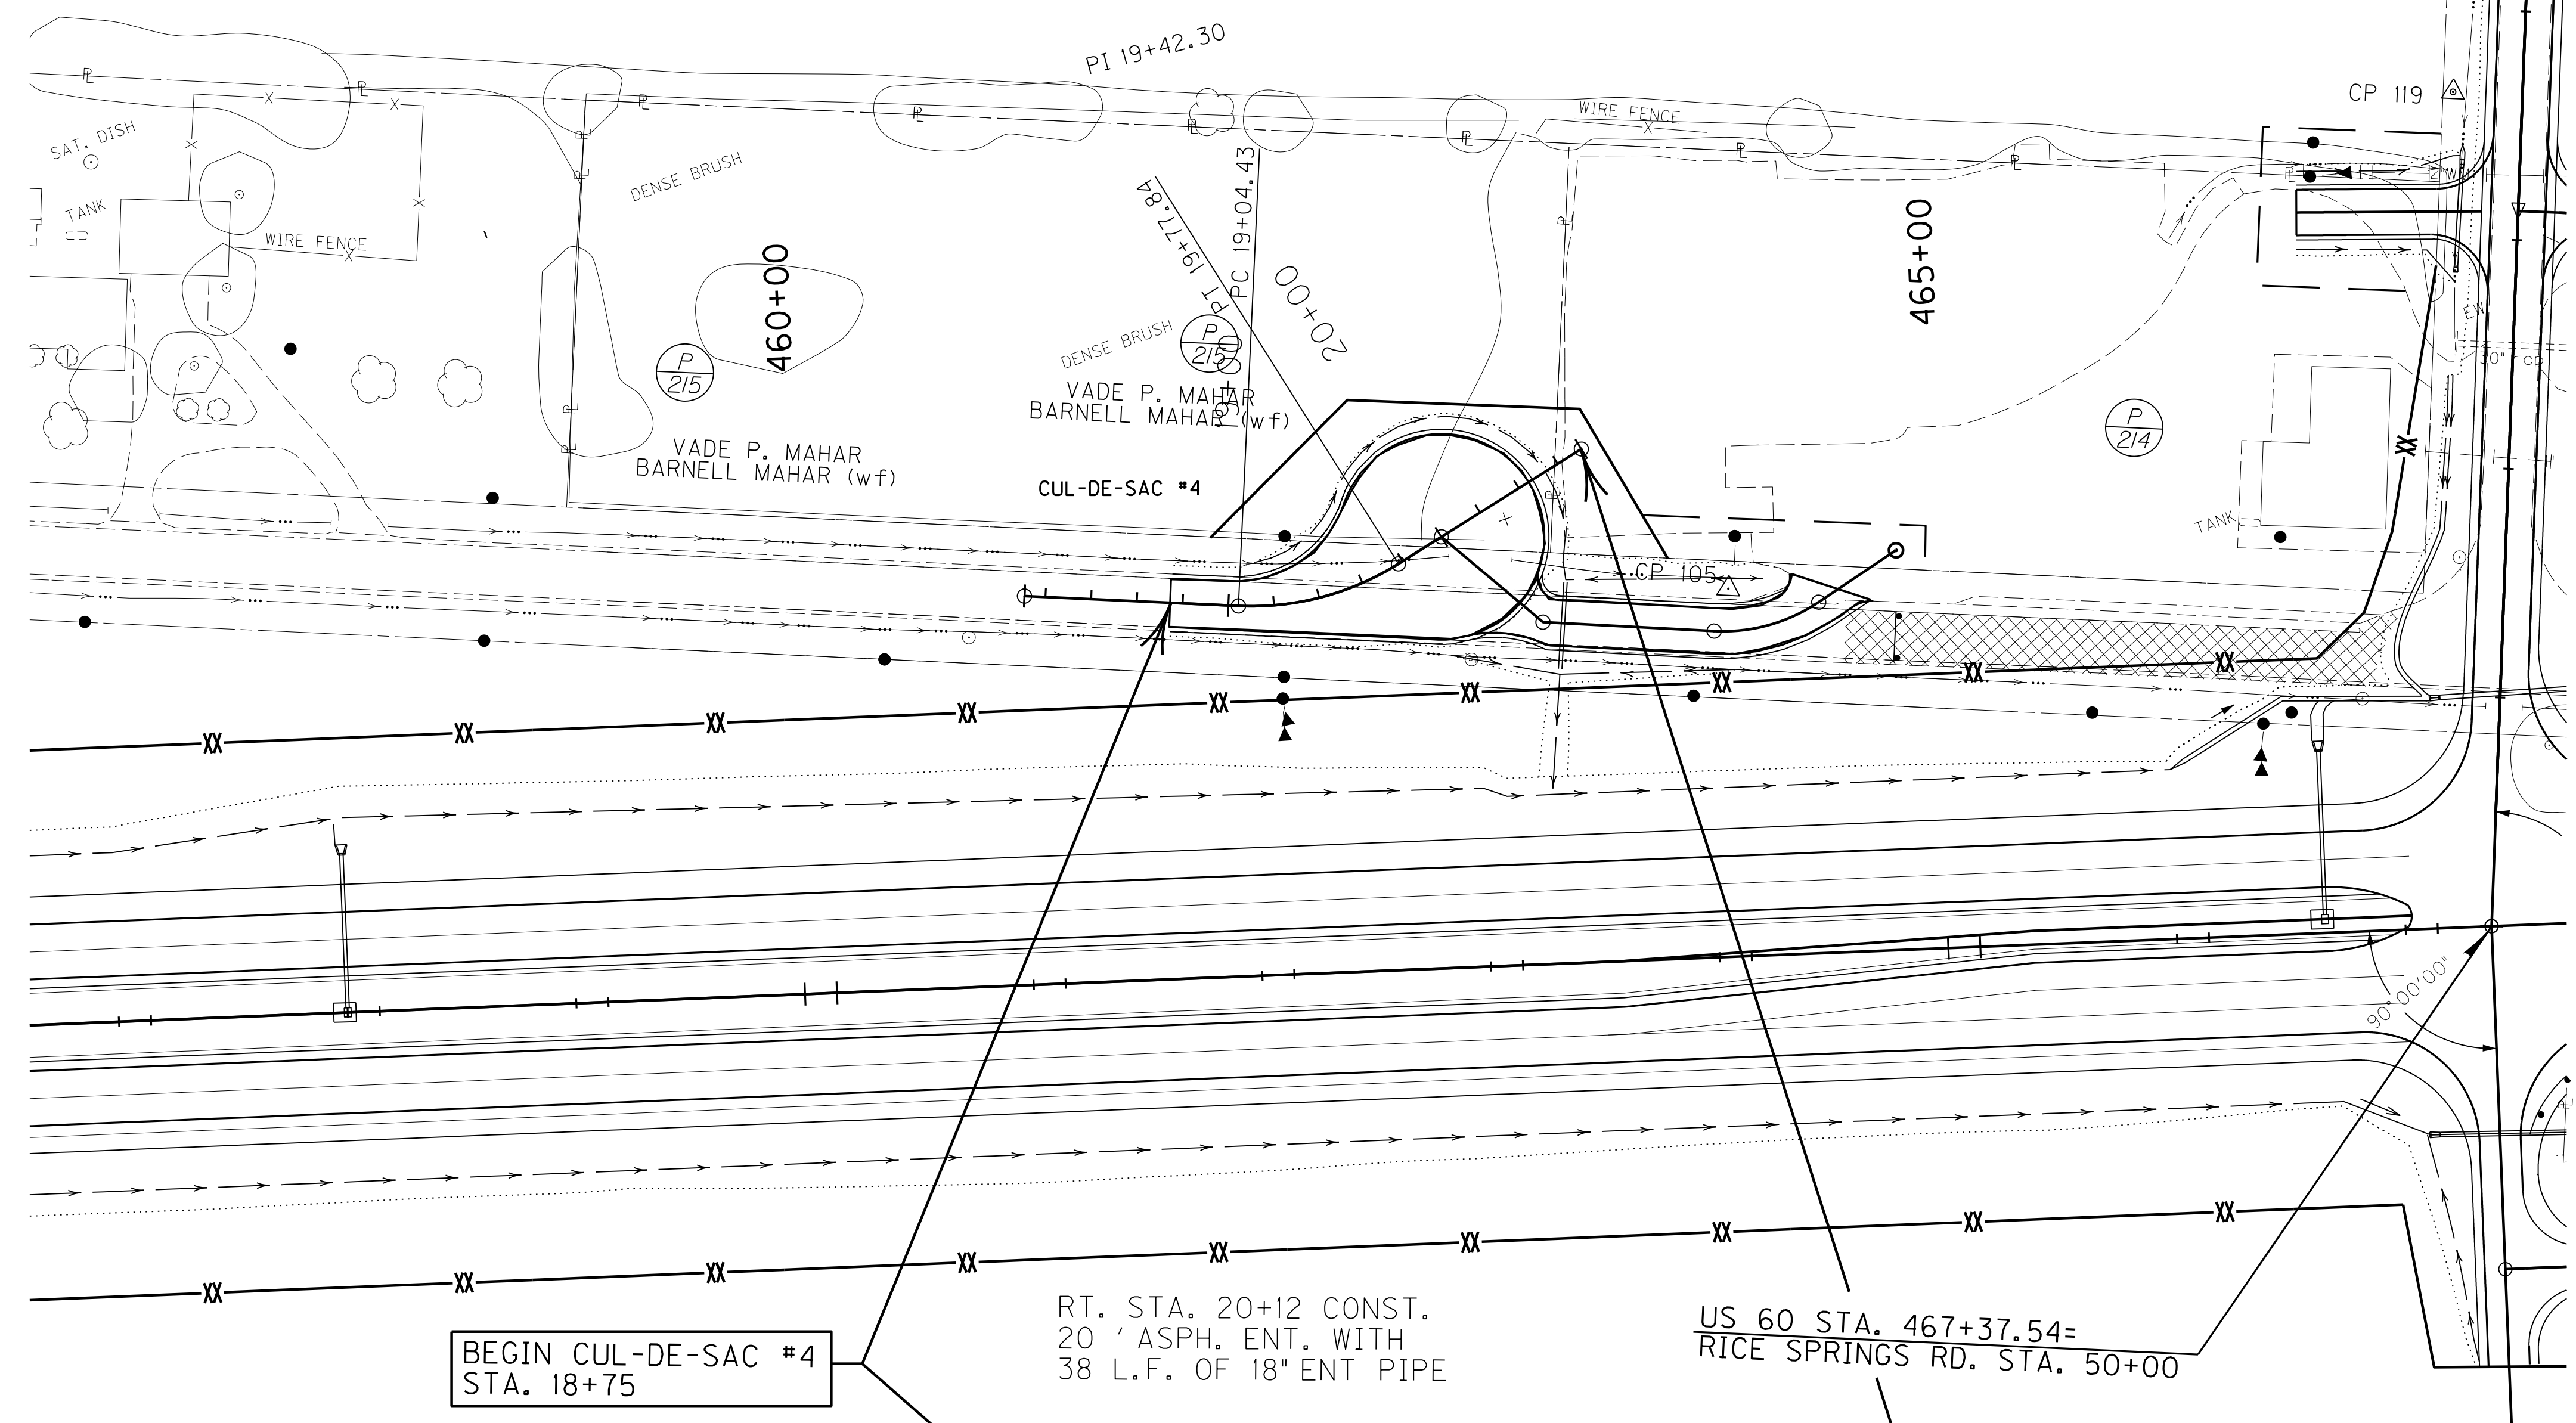 PI 19+42.30
CP 119
SAT. DISH
TANK
WIRE FENCE
DENSE BRUSH
WIRE FENCE
PT 19+77.84
PC 19+04.43
20+00
460+00
465+00
P
215
P
215
DENSE BRUSH
VADE P. MAHAR
BARNELL MAHAR (wf)
VADE P. MAHAR
BARNELL MAHAR (wf)
CUL-DE-SAC #4
P
214
30" CP
TANK
CP 105
90°00'00"
BEGIN CUL-DE-SAC #4
STA. 18+75
RT. STA. 20+12 CONST.
20 ' ASPH. ENT. WITH
38 L.F. OF 18" ENT PIPE
US 60 STA. 467+37.54=
RICE SPRINGS RD. STA. 50+00